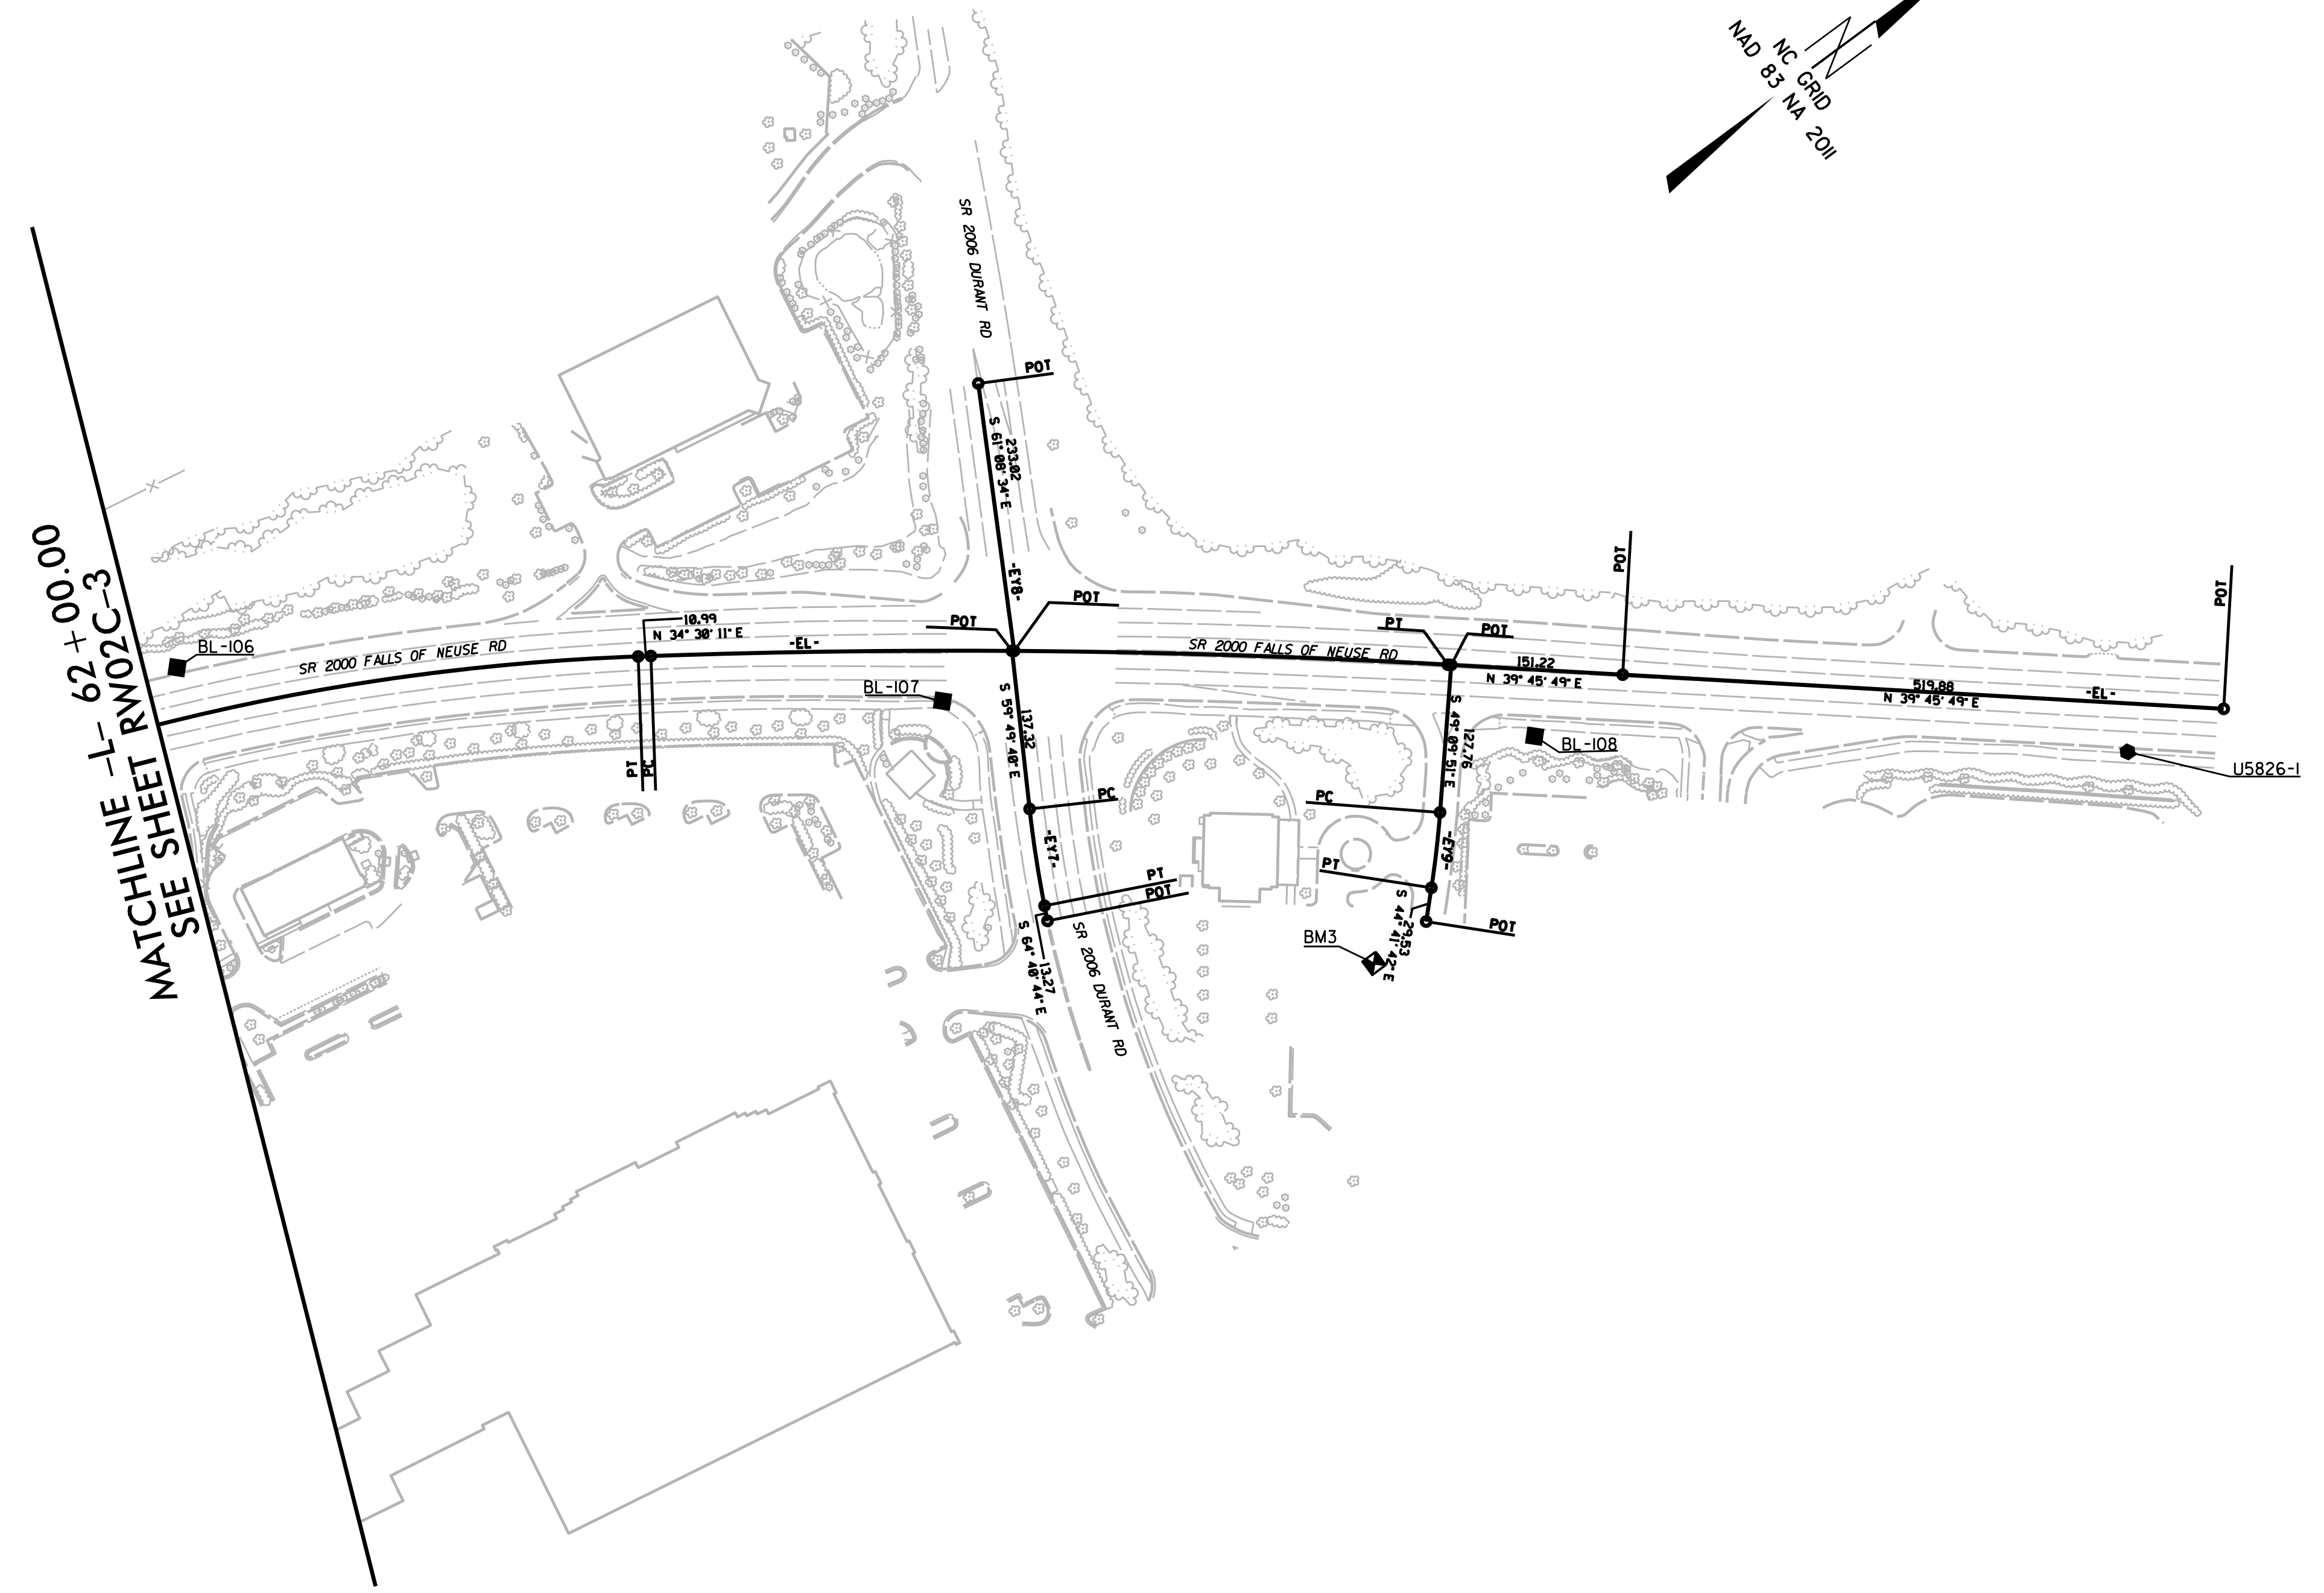 NC GRID
NAD 83 NA 2011
MATCHLINE -L- 62+00.00
SEE SHEET RW02C-3
SR 2006 DURANT RD
POT
233.02
S 61° 08' 34" E
-EY8-
POT
POT
BL-106
SR 2000 FALLS OF NEUSE RD
10.99
N 34° 30' 11" E
-EL-
PT
PC
BL-107
SR 2000 FALLS OF NEUSE RD
PT
POT
POT
151.22
N 39° 45' 49" E
519.88
N 39° 45' 49" E
-EL-
POT
S 59° 49' 40" E
137.32
PC
-EY7-
PT
POT
S 64° 40' 44" E
13.27
SR 2006 DURANT RD
S 49° 09' 51" E
127.76
PC
-EY9-
PT
S 44° 41' 42" E
29.53
POT
BM3
BL-108
U5826-1